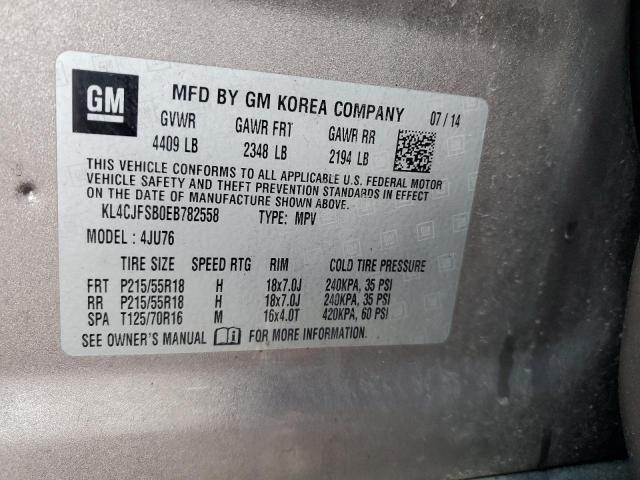 GM
MFD BY GM KOREA COMPANY 07/14
GVWR GAWR FRT GAWR RR
4409 LB 2348 LB 2194 LB
THIS VEHICLE CONFORMS TO ALL APPLICABLE U.S. FEDERAL MOTOR
VEHICLE SAFETY AND THEFT PREVENTION STANDARDS IN EFFECT
ON THE DATE OF MANUFACTURE SHOWN ABOVE.
KL4CJFSB0EB782558 TYPE: MPV
MODEL : 4JU76
TIRE SIZE SPEED RTG RIM COLD TIRE PRESSURE
FRT P215/55R18 H 18x7.0J 240KPA, 35 PSI
RR P215/55R18 H 18x7.0J 240KPA, 35 PSI
SPA T125/70R16 M 16x4.0T 420KPA, 60 PSI
SEE OWNER'S MANUAL FOR MORE INFORMATION.